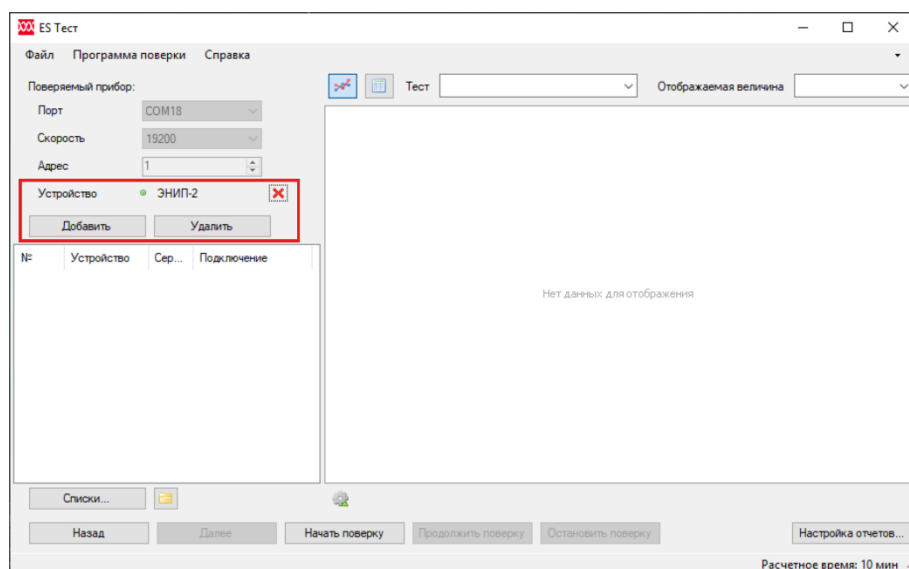 ES Тест
Файл Программа поверки Справка
Поверяемый прибор:
Тест Отображаемая величина
Порт COM18
Скорость 19200
Адрес 1
Устройство ЭНИП-2
Добавить Удалить
№ Устройство Сер... Подключение
Нет данных для отображения
Списки...
Назад Далее Начать поверку Продолжить поверку Остановить поверку Настройка отчетов...
Расчетное время: 10 мин